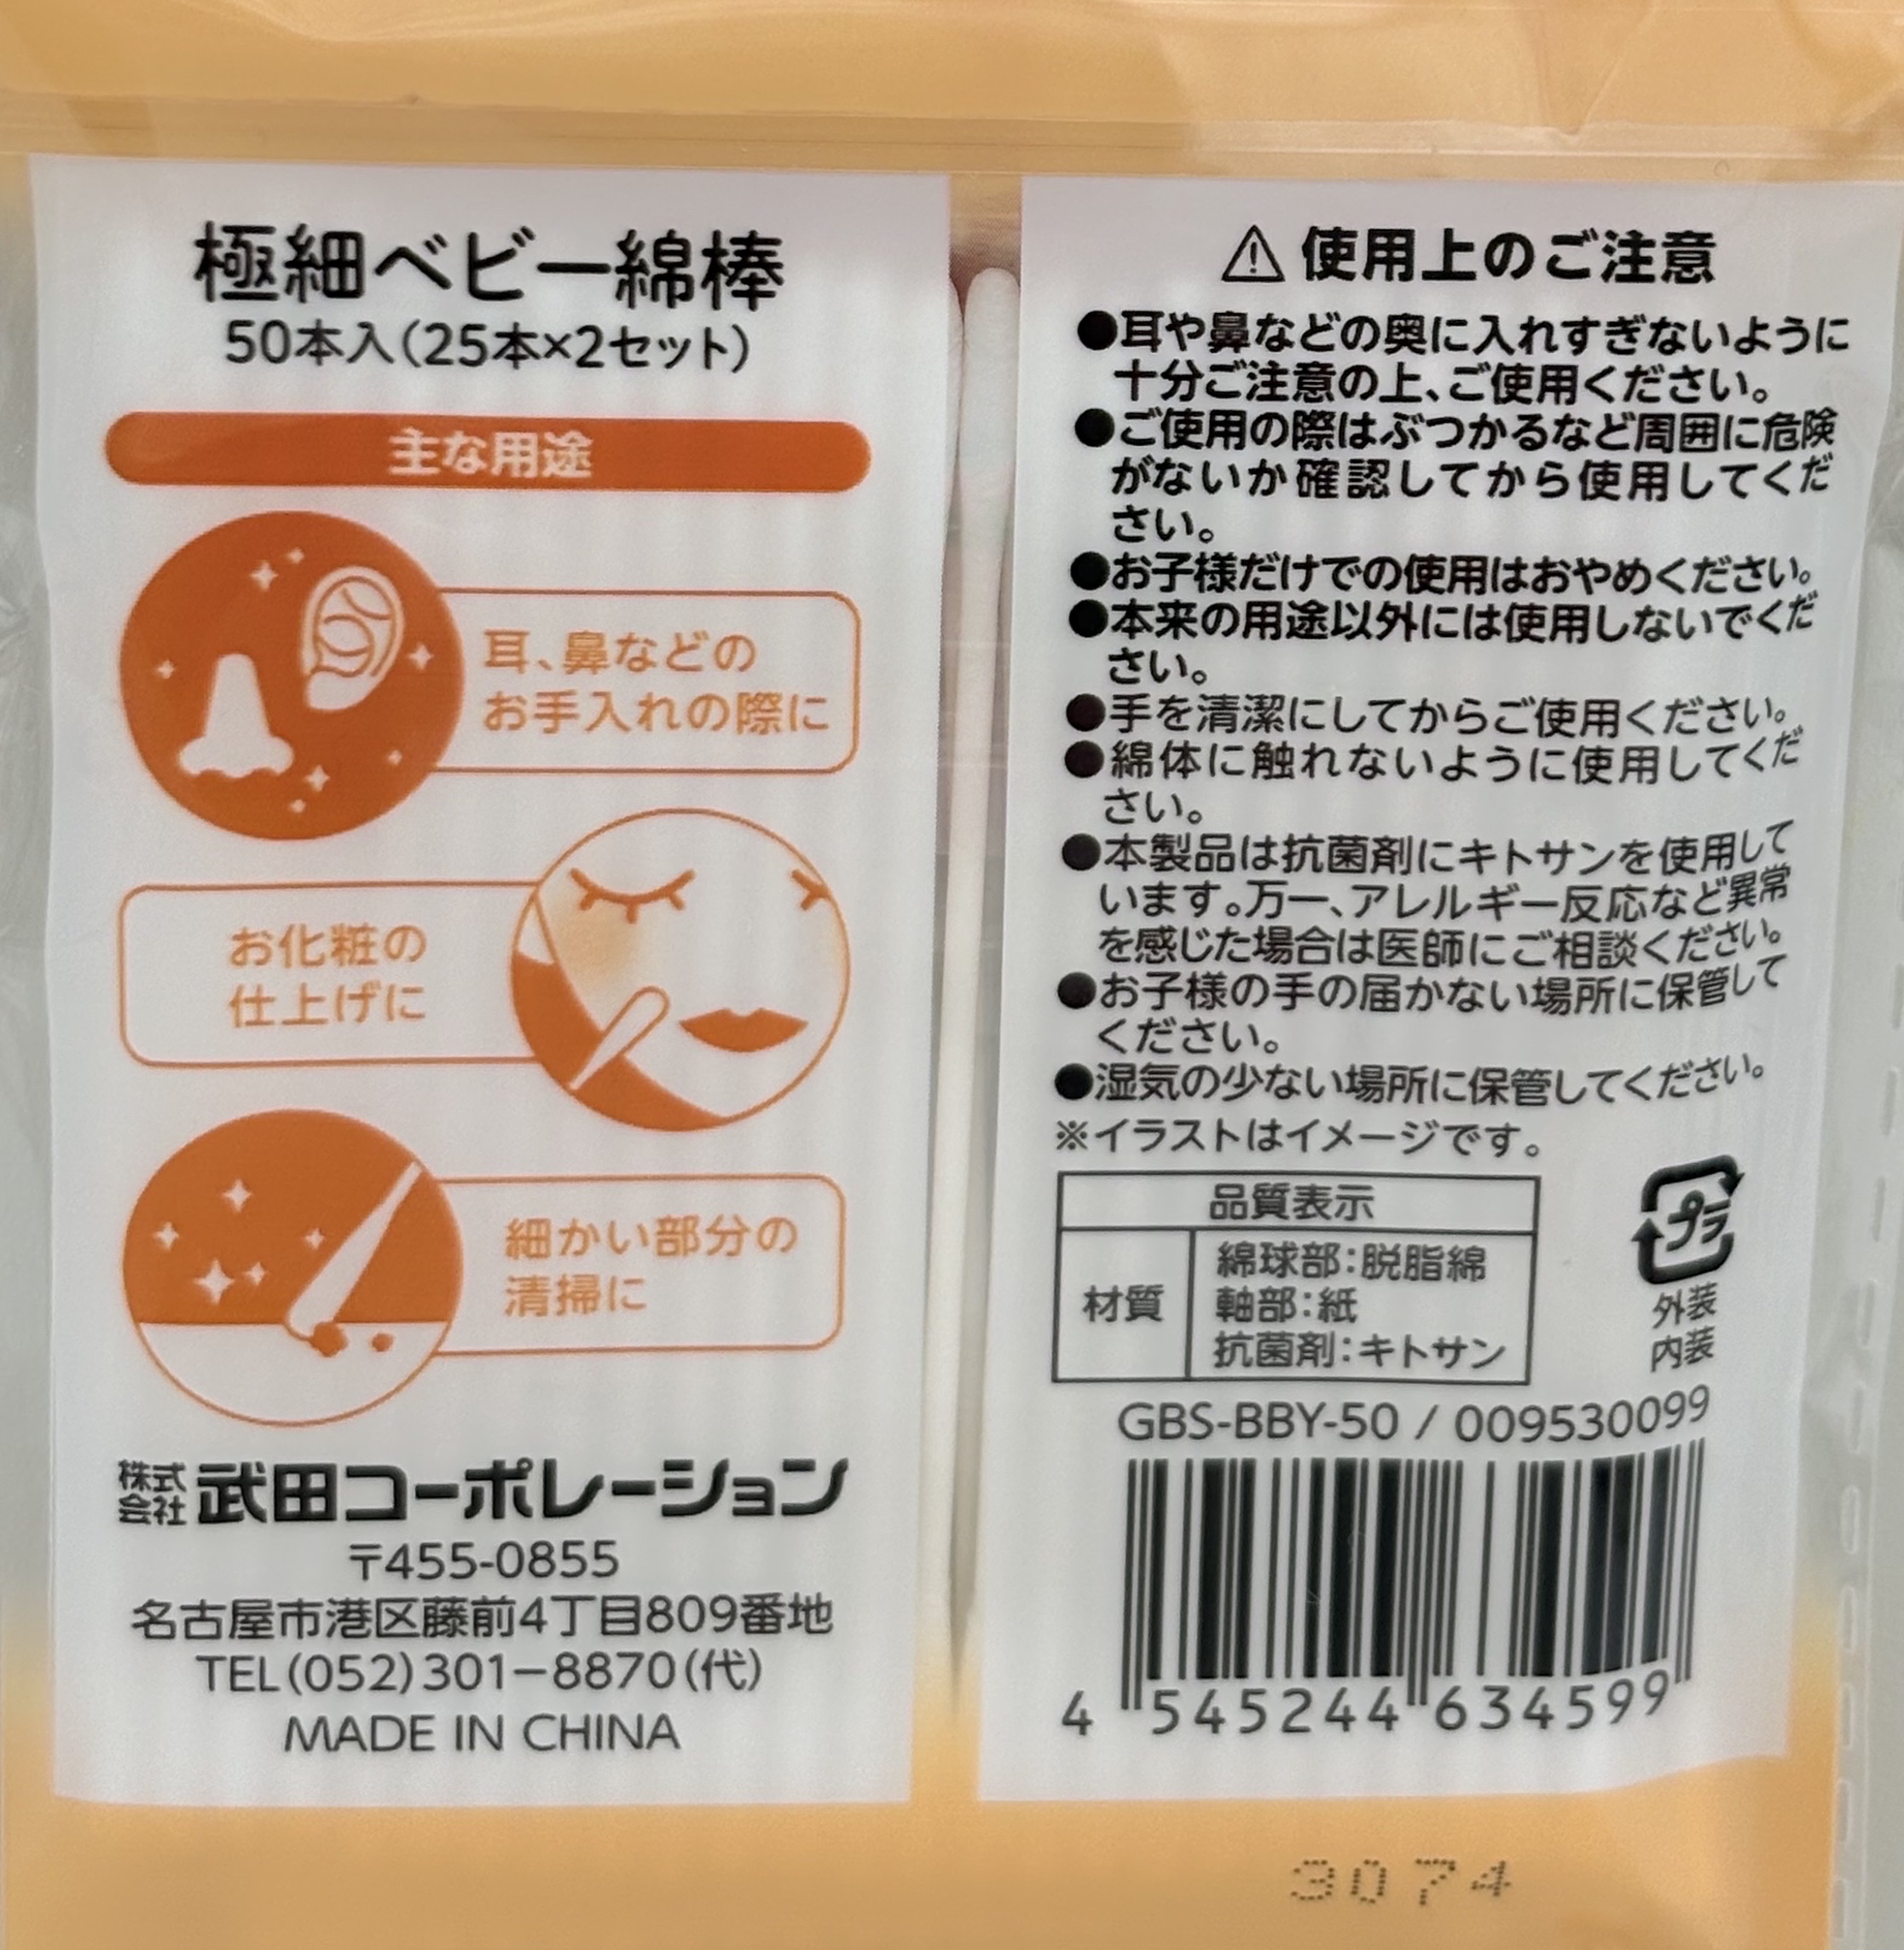 極細ベビー綿棒
50本入(25本×2セット)
主な用途
耳、鼻などの
お手入れの際に
お化粧の
仕上げに
細かい部分の
清掃に
株式会社 武田コーポレーション
〒455-0855
名古屋市港区藤前4丁目809番地
TEL(052)301−8870(代)
MADE IN CHINA
⚠使用上のご注意
●耳や鼻などの奥に入れすぎないように
十分ご注意の上、ご使用ください。
●ご使用の際はぶつかるなど周囲に危険
がないか確認してから使用してくだ
さい。
●お子様だけでの使用はおやめください。
●本来の用途以外には使用しないでくだ
さい。
●手を清潔にしてからご使用ください。
●綿体に触れないように使用してくだ
さい。
●本製品は抗菌剤にキトサンを使用して
います。万一、アレルギー反応など異常
を感じた場合は医師にご相談ください。
●お子様の手の届かない場所に保管して
ください。
●湿気の少ない場所に保管してください。
※イラストはイメージです。
品質表示
材質
綿球部:脱脂綿
軸部:紙
抗菌剤:キトサン
プラ
外装
内装
GBS-BBY-50 / 009530099
4 545244 634599
3074